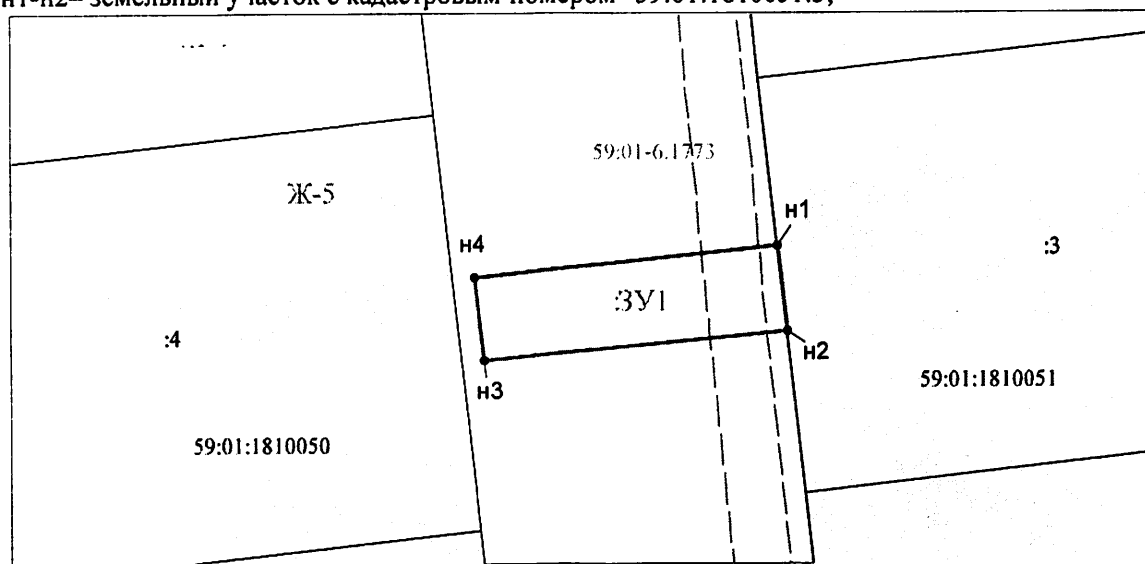 н1-н2– земельный участок с кадастровым номером 59:01:1810051:3;
59:01-6.1773
Ж-5
н1
н4
:3
:ЗУ1
:4
н2
н3
59:01:1810051
59:01:1810050